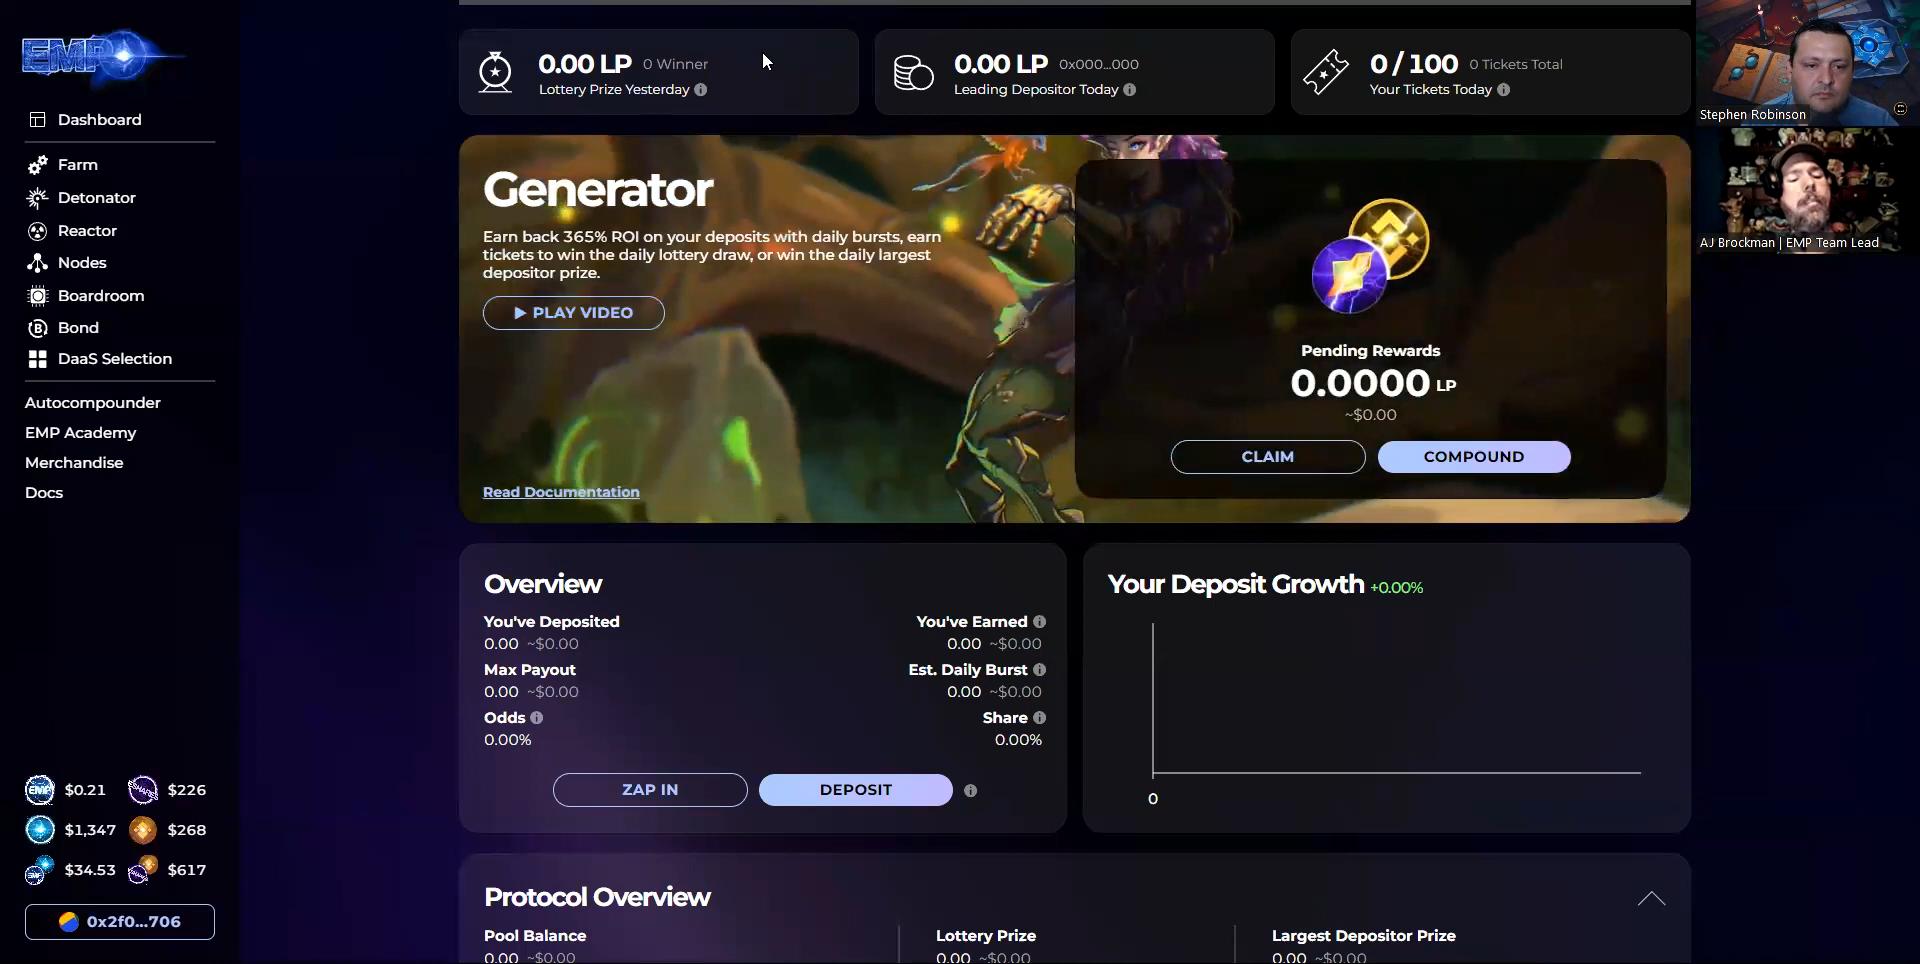 EMP
Dashboard
Farm
Detonator
Reactor
Nodes
Boardroom
Bond
DaaS Selection
Autocompounder
EMP Academy
Merchandise
Docs
$0.21
$226
$1,347
$268
$34.53
$617
0x2f0...706
0.00 LP 0 Winner
Lottery Prize Yesterday
0.00 LP 0x000...000
Leading Depositor Today
0 / 100 0 Tickets Total
Your Tickets Today
Generator
Earn back 365% ROI on your deposits with daily bursts, earn
tickets to win the daily lottery draw, or win the daily largest
depositor prize.
PLAY VIDEO
Read Documentation
Pending Rewards
0.0000 LP
~$0.00
CLAIM
COMPOUND
Overview
You've Deposited
0.00 ~$0.00
Max Payout
0.00 ~$0.00
Odds
0.00%
You've Earned
0.00 ~$0.00
Est. Daily Burst
0.00 ~$0.00
Share
0.00%
ZAP IN
DEPOSIT
Your Deposit Growth +0.00%
0
Protocol Overview
Pool Balance
0.00 ~$0.00
Lottery Prize
0.00 ~$0.00
Largest Depositor Prize
0.00 ~$0.00
Stephen Robinson
AJ Brockman | EMP Team Lead